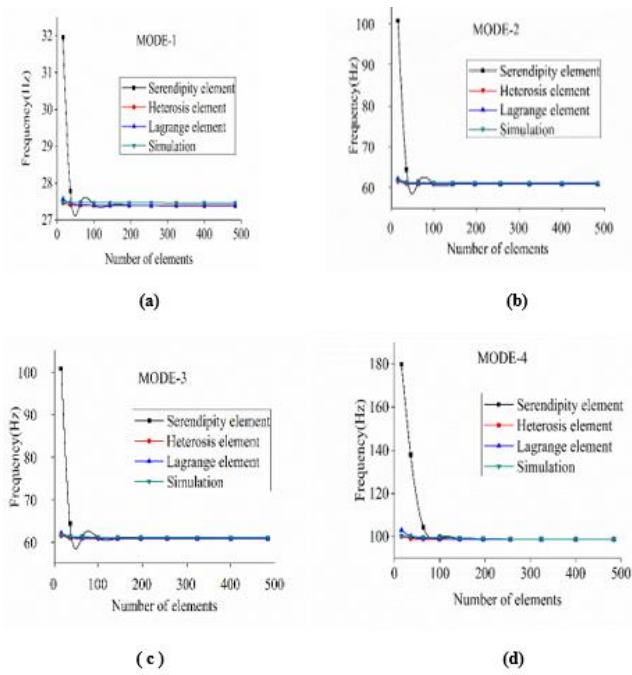 MODE-1
Frequency(Hz)
32
31
30
29
28
27
Serendipity element
Heterosis element
Lagrange element
Simulation
0 100 200 300 400 500
Number of elements
(a)
MODE-2
Frequency(Hz)
100
90
80
70
60
Serendipity element
Heterosis element
Lagrange element
Simulation
0 100 200 300 400 500
Number of elements
(b)
MODE-3
Frequency(Hz)
100
90
80
70
60
Serendipity element
Heterosis element
Lagrange element
Simulation
0 100 200 300 400 500
Number of elements
( c )
MODE-4
Frequency(Hz)
180
160
140
120
100
Serendipity element
Heterosis element
Lagrange element
Simulation
0 100 200 300 400 500
Number of elements
(d)